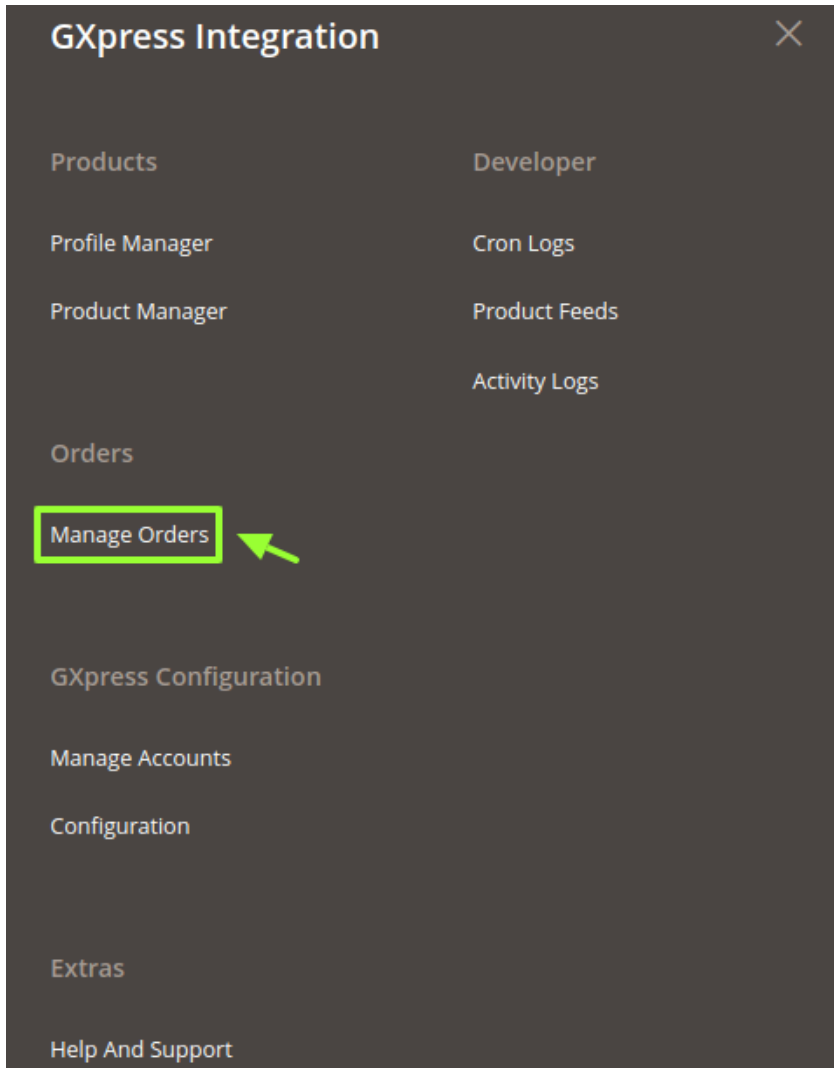 GXpress Integration
Products
Profile Manager
Product Manager
Orders
Manage Orders
GXpress Configuration
Manage Accounts
Configuration
Extras
Help And Support
Developer
Cron Logs
Product Feeds
Activity Logs